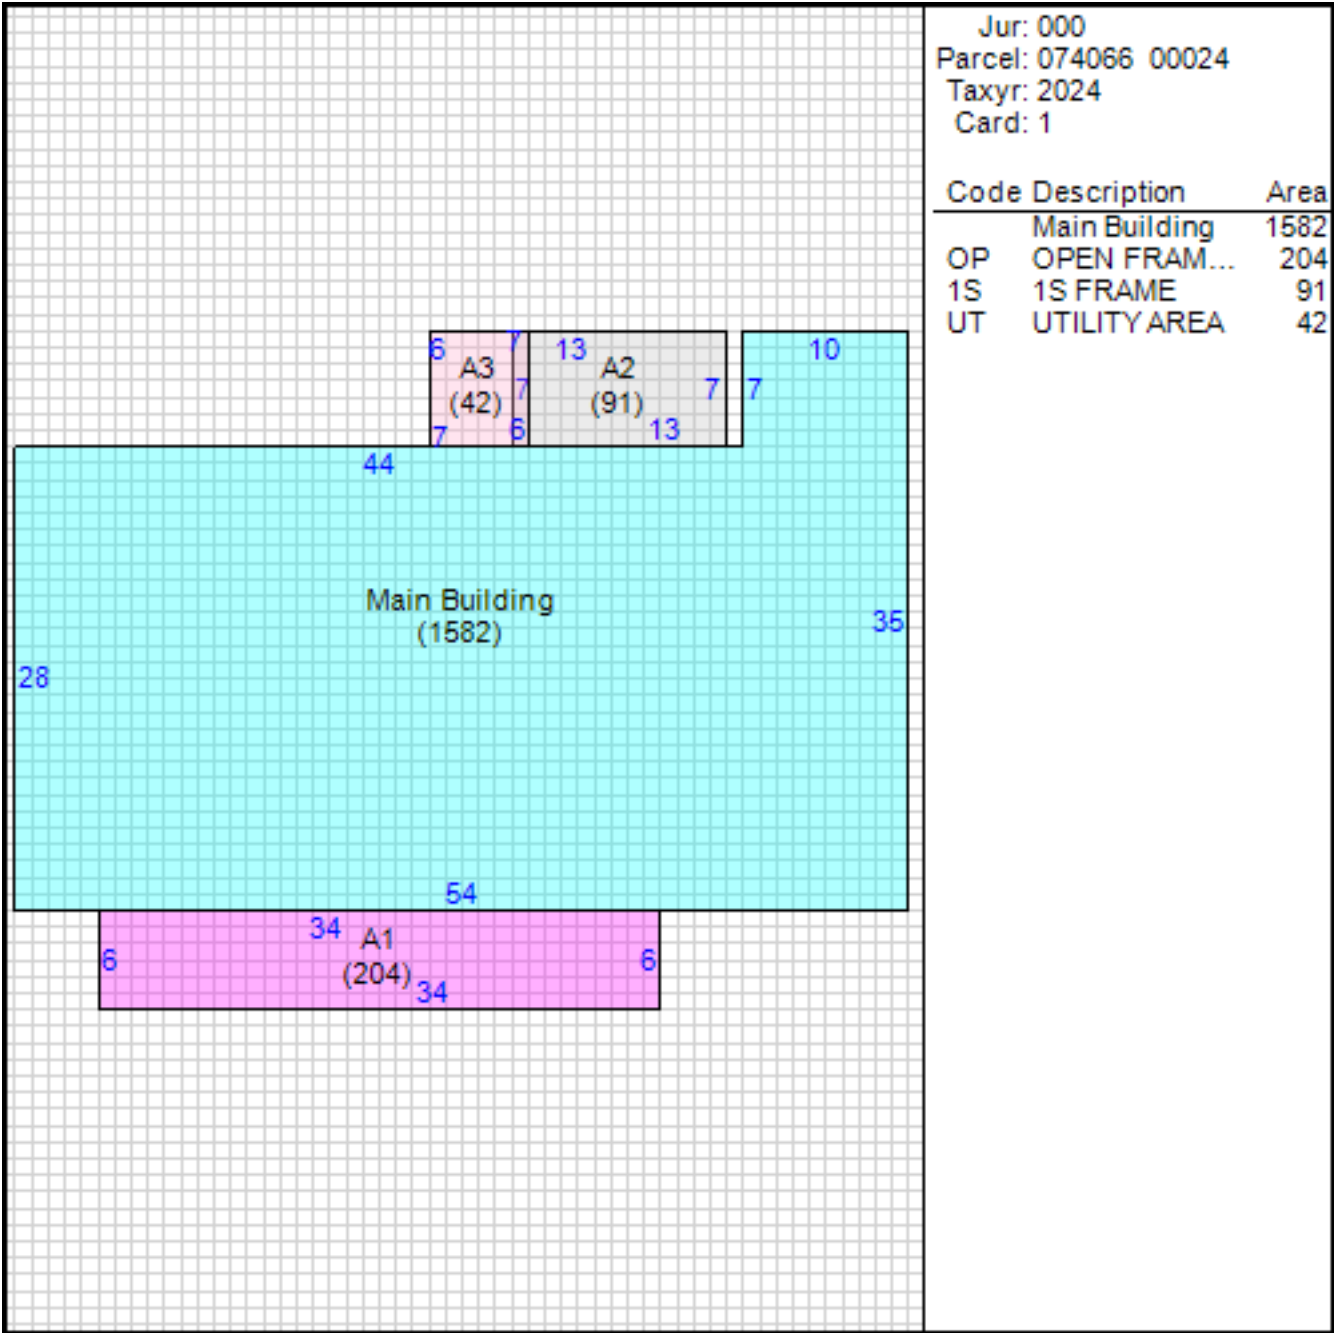 Jur: 000
Parcel: 074066 00024
Taxyr: 2024
Card: 1
Code Description Area
Main Building 1582
OP OPEN FRAM... 204
1S 1S FRAME 91
UT UTILITY AREA 42
6 7 13 10
A3 A2
(42) 7 (91) 7 7
7 6 13
44
Main Building
(1582)
35
28
54
34
A1
6 6
(204)
34